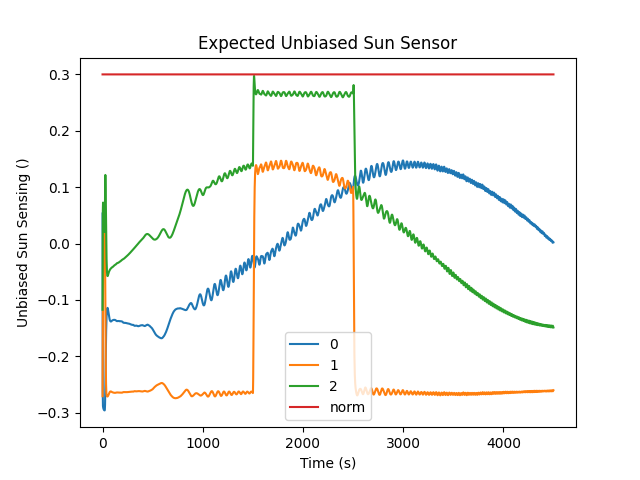 Expected Unbiased Sun Sensor
Unbiased Sun Sensing ()
0.3
0.2
0.1
0.0
−0.1
−0.2
−0.3
0
1
2
norm
0 1000 2000 3000 4000
Time (s)